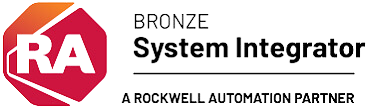 RA
BRONZE
System Integrator
A ROCKWELL AUTOMATION PARTNER